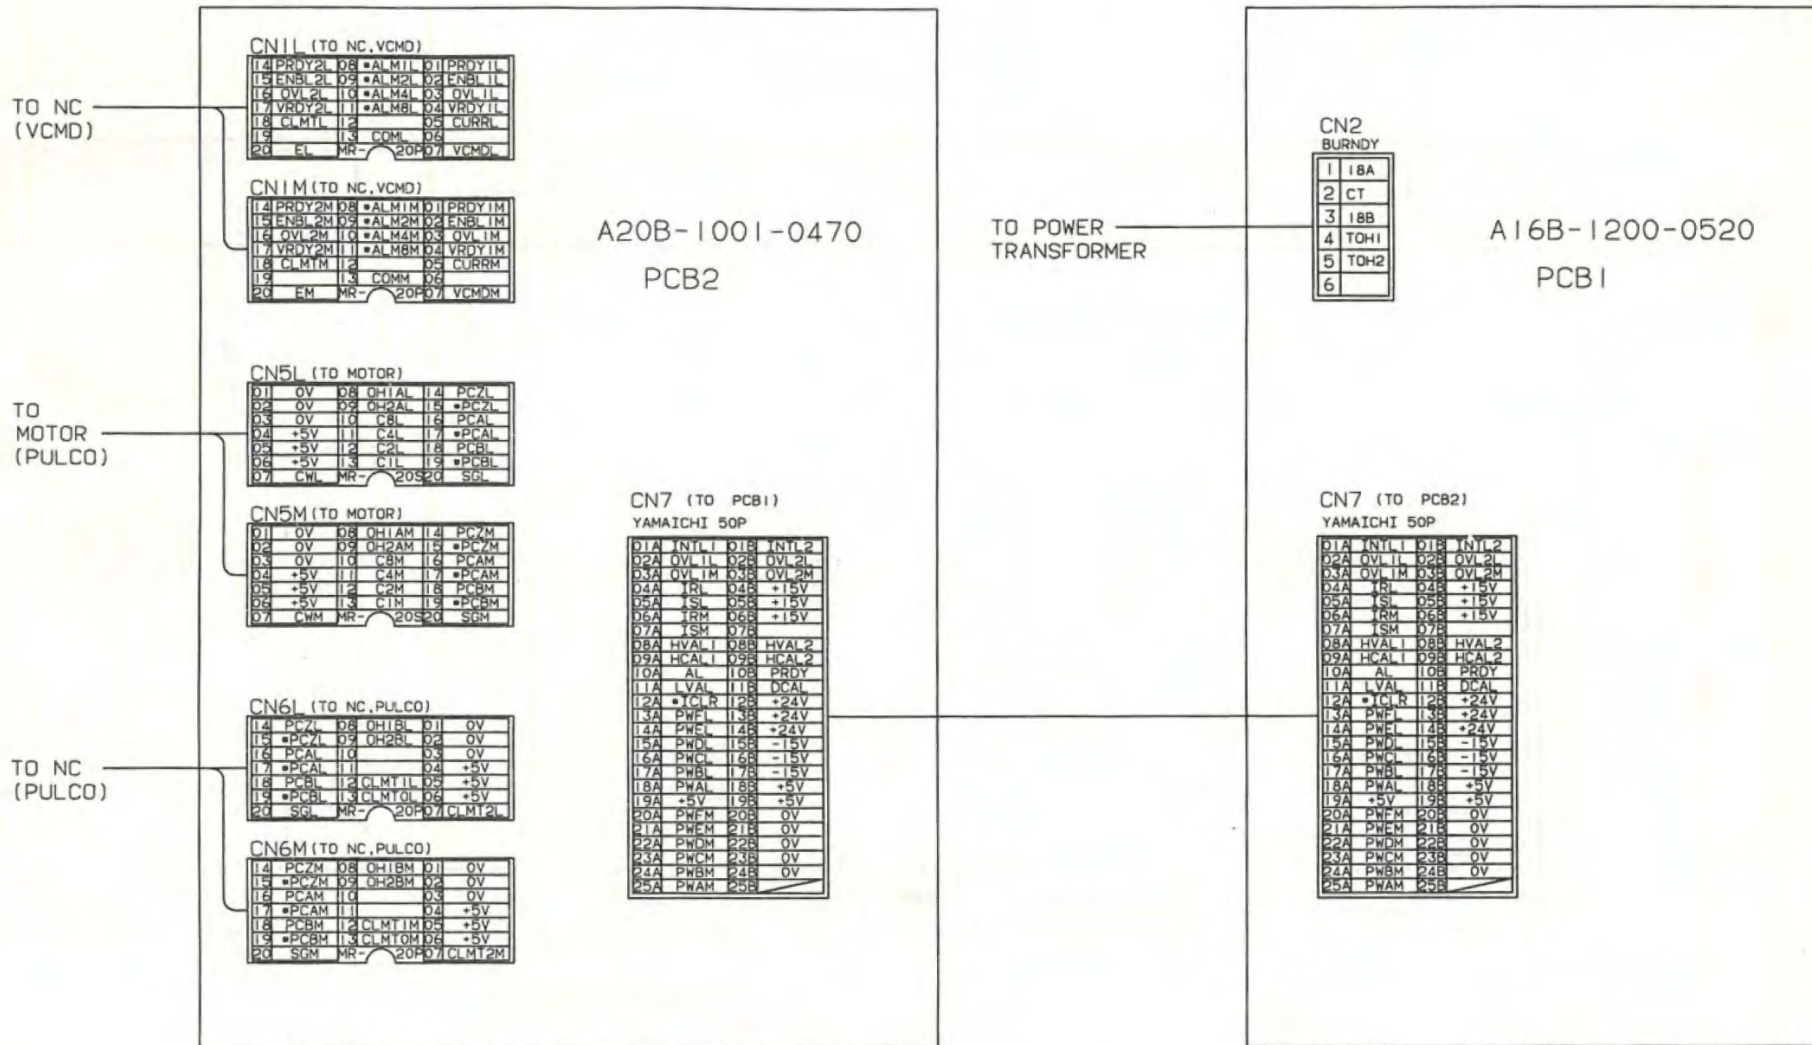 TO NC
(VCMD)
CN1L (TO NC,VCMD)
14 PRDY2L 08 *ALM1L 01 PRDY1L
15 ENBL2L 09 *ALM2L 02 ENBL1L
16 OVL2L 10 *ALM4L 03 OVL1L
17 VRDY2L 11 *ALM8L 04 VRDY1L
18 CLMTL 12 05 CURRL
19 13 COML 06
20 EL MR- 20P 07 VCMDL
CN1M (TO NC,VCMD)
14 PRDY2M 08 *ALM1M 01 PRDY1M
15 ENBL2M 09 *ALM2M 02 ENBL1M
16 OVL2M 10 *ALM4M 03 OVL1M
17 VRDY2M 11 *ALM8M 04 VRDY1M
18 CLMTM 12 05 CURRM
19 13 COMM 06
20 EM MR- 20P 07 VCMDM
A20B-1001-0470
PCB2
TO
MOTOR
(PULCO)
CN5L (TO MOTOR)
01 0V 08 OH1AL 14 PCZL
02 0V 09 OH2AL 15 *PCZL
03 0V 10 C8L 16 PCAL
04 +5V 11 C4L 17 *PCAL
05 +5V 12 C2L 18 PCBL
06 +5V 13 C1L 19 *PCBL
07 CWL MR- 20S 20 SGL
CN5M (TO MOTOR)
01 0V 08 OH1AM 14 PCZM
02 0V 09 OH2AM 15 *PCZM
03 0V 10 C8M 16 PCAM
04 +5V 11 C4M 17 *PCAM
05 +5V 12 C2M 18 PCBM
06 +5V 13 C1M 19 *PCBM
07 CWM MR- 20S 20 SGM
TO NC
(PULCO)
CN6L (TO NC,PULCO)
14 PCZL 08 OH1BL 01 0V
15 *PCZL 09 OH2BL 02 0V
16 PCAL 10 03 0V
17 *PCAL 11 04 +5V
18 PCBL 12 CLMT1L 05 +5V
19 *PCBL 13 CLMT0L 06 +5V
20 SGL MR- 20P 07 CLMT2L
CN6M (TO NC,PULCO)
14 PCZM 08 OH1BM 01 0V
15 *PCZM 09 OH2BM 02 0V
16 PCAM 10 03 0V
17 *PCAM 11 04 +5V
18 PCBM 12 CLMT1M 05 +5V
19 *PCBM 13 CLMT0M 06 +5V
20 SGM MR- 20P 07 CLMT2M
CN7 (TO PCB1)
YAMAICHI 50P
01A INTL1 01B INTL2
02A OVL1L 02B OVL2L
03A OVL1M 03B OVL2M
04A IRL 04B +15V
05A ISL 05B +15V
06A IRM 06B +15V
07A ISM 07B
08A HVAL1 08B HVAL2
09A HCAL1 09B HCAL2
10A AL 10B PRDY
11A LVAL 11B DCAL
12A *ICLR 12B +24V
13A PWFL 13B +24V
14A PWEL 14B +24V
15A PWDL 15B -15V
16A PWCL 16B -15V
17A PWBL 17B -15V
18A PWAL 18B +5V
19A +5V 19B +5V
20A PWFM 20B 0V
21A PWEM 21B 0V
22A PWDM 22B 0V
23A PWCM 23B 0V
24A PWBM 24B 0V
25A PWAM 25B
TO POWER
TRANSFORMER
CN2
BURNDY
1 18A
2 CT
3 18B
4 TOH1
5 TOH2
6
A16B-1200-0520
PCB1
CN7 (TO PCB2)
YAMAICHI 50P
01A INTL1 01B INTL2
02A OVL1L 02B OVL2L
03A OVL1M 03B OVL2M
04A IRL 04B +15V
05A ISL 05B +15V
06A IRM 06B +15V
07A ISM 07B
08A HVAL1 08B HVAL2
09A HCAL1 09B HCAL2
10A AL 10B PRDY
11A LVAL 11B DCAL
12A *ICLR 12B +24V
13A PWFL 13B +24V
14A PWEL 14B +24V
15A PWDL 15B -15V
16A PWCL 16B -15V
17A PWBL 17B -15V
18A PWAL 18B +5V
19A +5V 19B +5V
20A PWFM 20B 0V
21A PWEM 21B 0V
22A PWDM 22B 0V
23A PWCM 23B 0V
24A PWBM 24B 0V
25A PWAM 25B